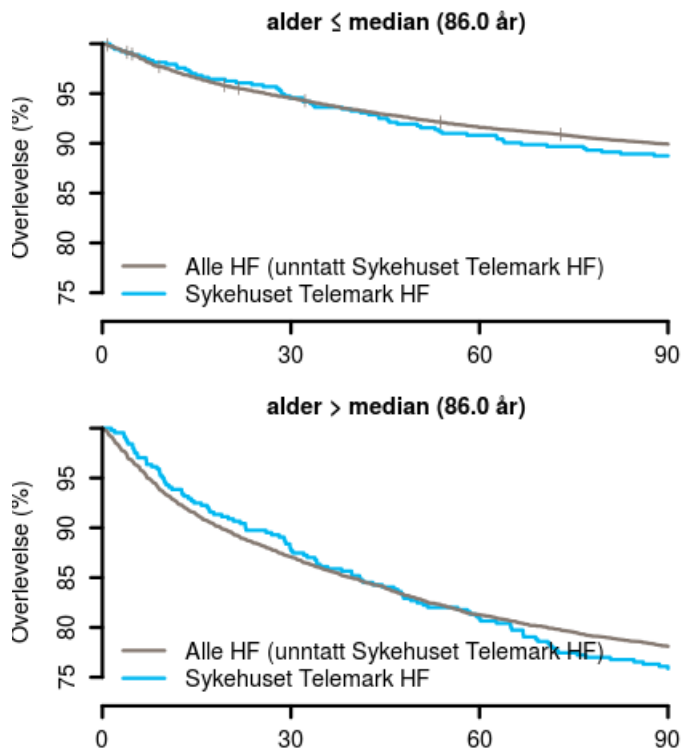 alder ≤ median (86.0 år)
Overlevelse (%)
95
90
85
80
75
Alle HF (unntatt Sykehuset Telemark HF)
Sykehuset Telemark HF
0 30 60 90
alder > median (86.0 år)
Overlevelse (%)
95
90
85
80
75
Alle HF (unntatt Sykehuset Telemark HF)
Sykehuset Telemark HF
0 30 60 90